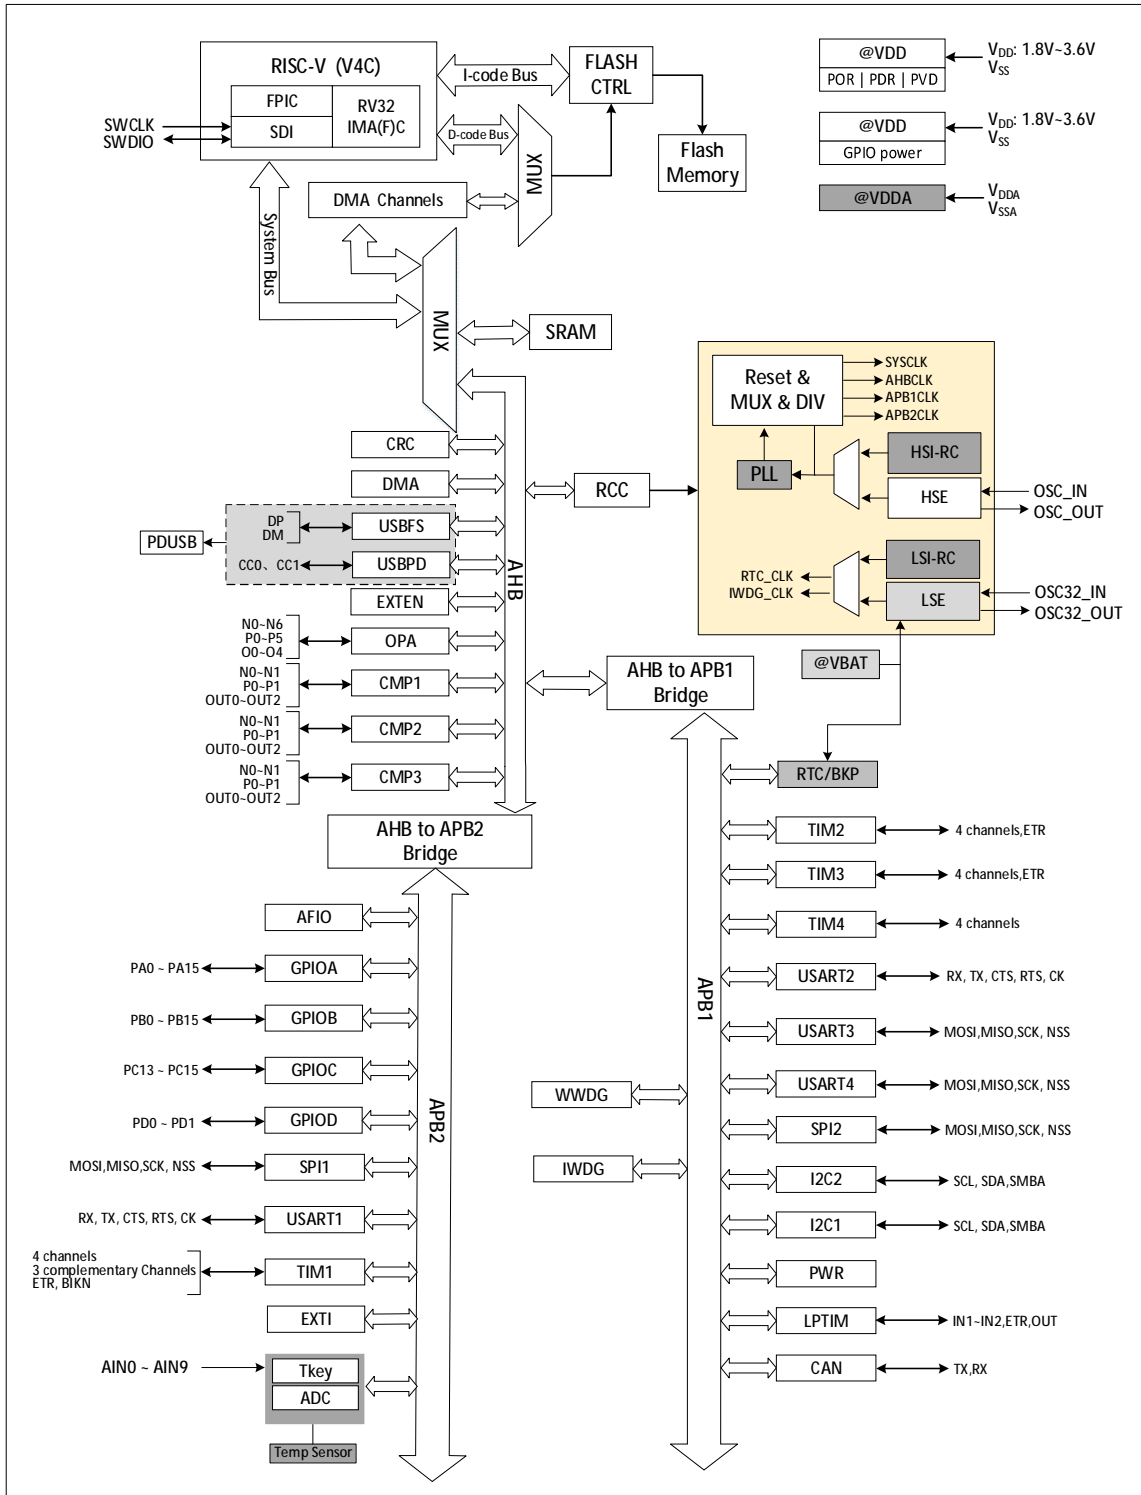 RISC-V (V4C)
FPIC
SDI
RV32
IMA(F)C
SWCLK
SWDIO
I-code Bus
D-code Bus
FLASH
CTRL
Flash
Memory
MUX
DMA Channels
System Bus
MUX
SRAM
@VDD
POR | PDR | PVD
VDD: 1.8V~3.6V
VSS
@VDD
GPIO power
VDD: 1.8V~3.6V
VSS
@VDDA
VDDA
VSSA
Reset &
MUX & DIV
SYSCLK
AHBCLK
APB1CLK
APB2CLK
PLL
HSI-RC
HSE
OSC_IN
OSC_OUT
LSI-RC
LSE
RTC_CLK
IWDG_CLK
OSC32_IN
OSC32_OUT
RCC
@VBAT
CRC
DMA
PDUSB
DP
DM
USBFS
CC0、CC1
USBPD
EXTEN
AHB
N0~N6
P0~P5
O0~O4
OPA
N0~N1
P0~P1
OUT0~OUT2
CMP1
N0~N1
P0~P1
OUT0~OUT2
CMP2
N0~N1
P0~P1
OUT0~OUT2
CMP3
AHB to APB1
Bridge
AHB to APB2
Bridge
RTC/BKP
TIM2
4 channels,ETR
TIM3
4 channels,ETR
TIM4
4 channels
USART2
RX, TX, CTS, RTS, CK
USART3
MOSI,MISO,SCK, NSS
USART4
MOSI,MISO,SCK, NSS
SPI2
MOSI,MISO,SCK, NSS
I2C2
SCL, SDA,SMBA
I2C1
SCL, SDA,SMBA
PWR
LPTIM
IN1~IN2,ETR,OUT
CAN
TX,RX
APB1
WWDG
IWDG
AFIO
PA0 ~ PA15
GPIOA
PB0 ~ PB15
GPIOB
PC13 ~ PC15
GPIOC
PD0 ~ PD1
GPIOD
MOSI,MISO,SCK, NSS
SPI1
RX, TX, CTS, RTS, CK
USART1
4 channels
3 complementary Channels
ETR, BIKN
TIM1
EXTI
AIN0 ~ AIN9
Tkey
ADC
Temp Sensor
APB2